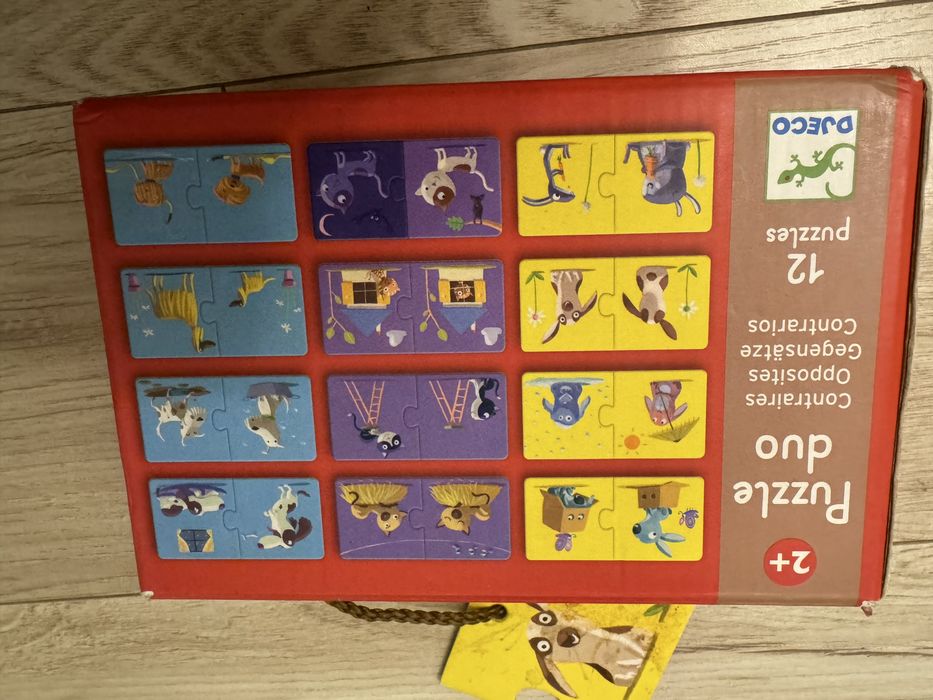 2+
Puzzle
duo
Contraires
Opposites
Gegensätze
Contrarios
12
puzzles
DJECO